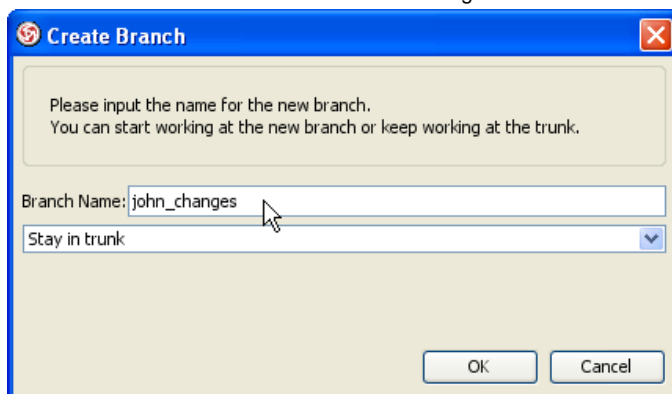 Create Branch
Please input the name for the new branch.
You can start working at the new branch or keep working at the trunk.
Branch Name: john_changes
Stay in trunk
OK Cancel